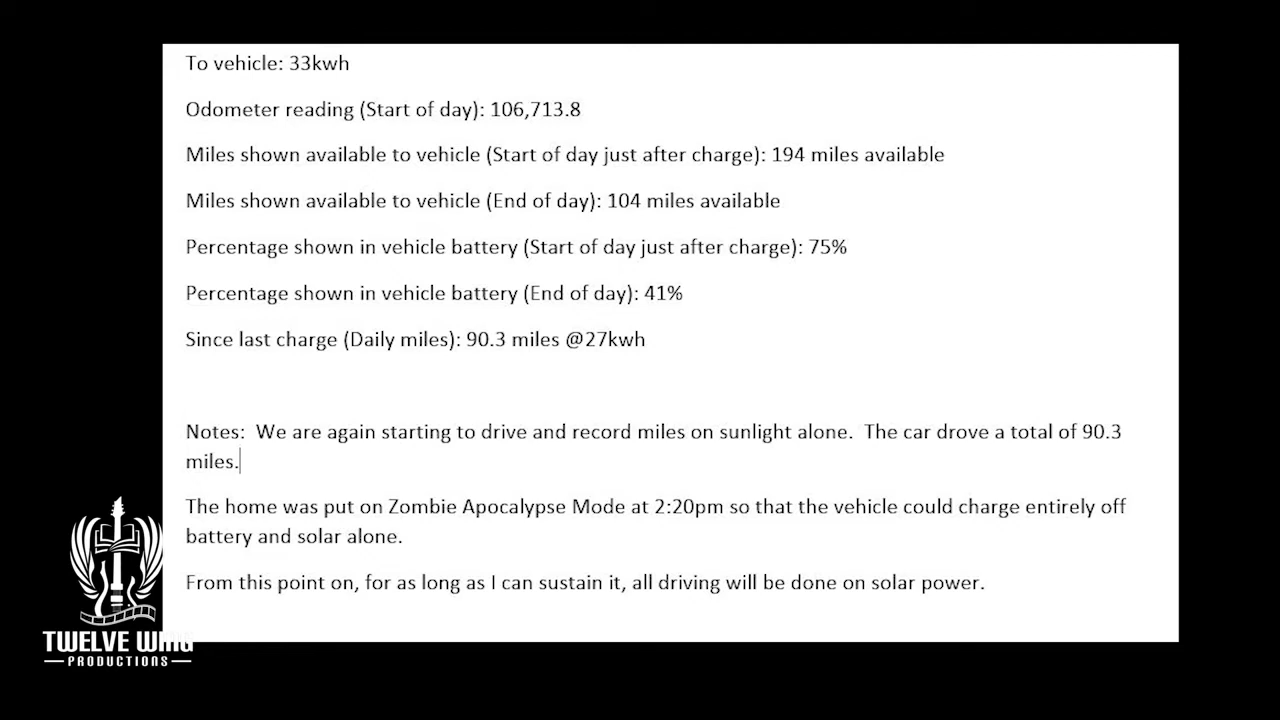 To vehicle: 33kwh
Odometer reading (Start of day): 106,713.8
Miles shown available to vehicle (Start of day just after charge): 194 miles available
Miles shown available to vehicle (End of day): 104 miles available
Percentage shown in vehicle battery (Start of day just after charge): 75%
Percentage shown in vehicle battery (End of day): 41%
Since last charge (Daily miles): 90.3 miles @27kwh
Notes:  We are again starting to drive and record miles on sunlight alone.  The car drove a total of 90.3
miles.
The home was put on Zombie Apocalypse Mode at 2:20pm so that the vehicle could charge entirely off
battery and solar alone.
From this point on, for as long as I can sustain it, all driving will be done on solar power.
TWELVE WING
PRODUCTIONS